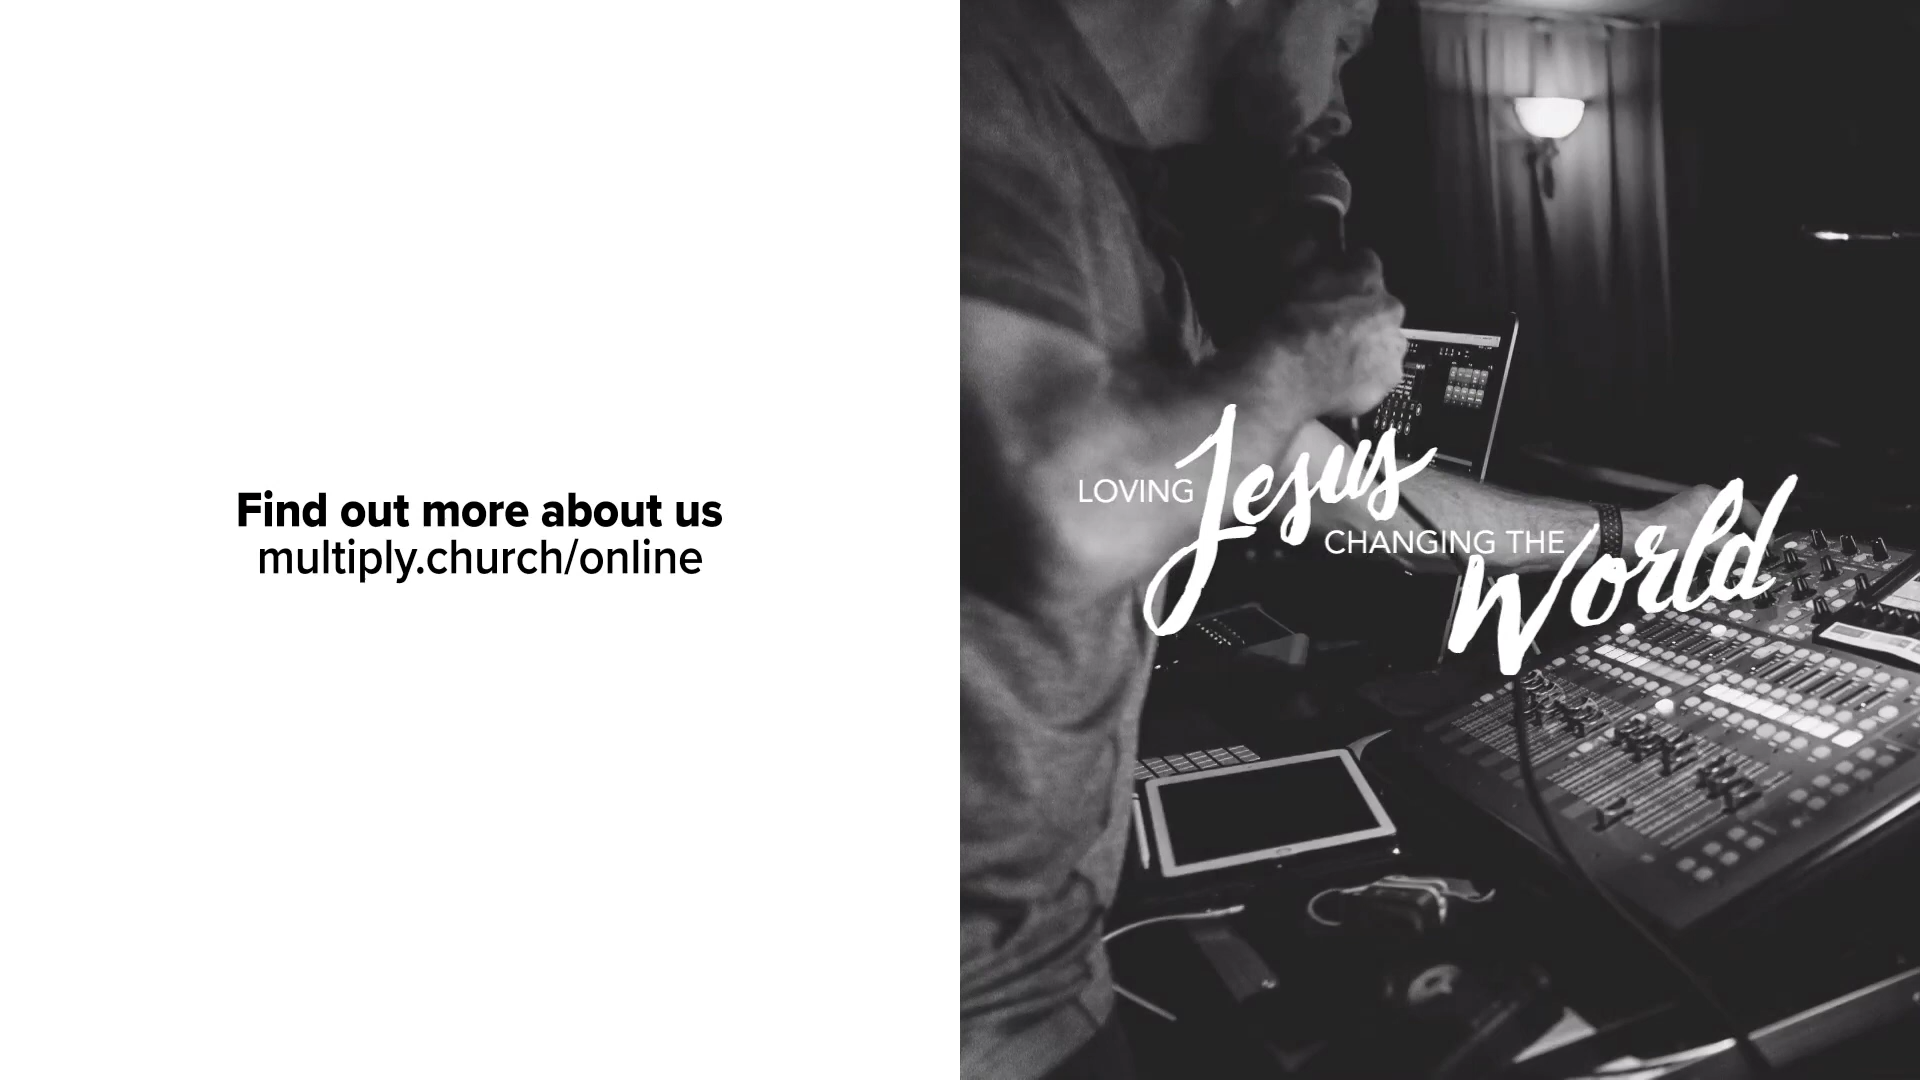 Find out more about us
multiply.church/online
LOVING Jesus
CHANGING THE
World